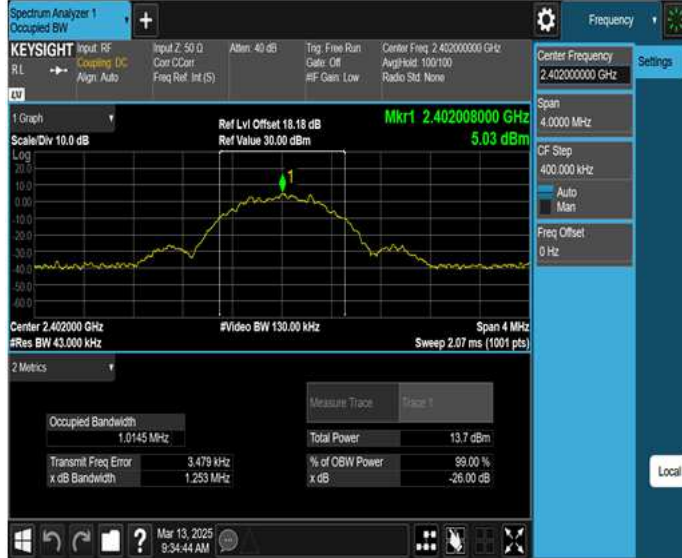 Spectrum Analyzer 1
Occupied BW
+
Frequency
KEYSIGHT
Input: RF
Input Z: 50 Ω
Atten: 40 dB
Trig: Free Run
Center Freq: 2.402000000 GHz
RL
Coupling: DC
Corr CCorr
Gate: Off
Avg|Hold: 100/100
Align: Auto
Freq Ref: Int (S)
#IF Gain: Low
Radio Std: None
Center Frequency
2.402000000 GHz
Settings
Span
4.0000 MHz
CF Step
400.000 kHz
Auto
Man
Freq Offset
0 Hz
1 Graph
Ref Lvl Offset 18.18 dB
Mkr1 2.402008000 GHz
Scale/Div 10.0 dB
Ref Value 30.00 dBm
5.03 dBm
Log
20.0
10.0
0.00
-10.0
-20.0
-30.0
-40.0
-50.0
-60.0
1
Center 2.402000 GHz
#Video BW 130.00 kHz
Span 4 MHz
#Res BW 43.000 kHz
Sweep 2.07 ms (1001 pts)
2 Metrics
Measure Trace
Trace 1
Occupied Bandwidth
1.0145 MHz
Total Power
13.7 dBm
Transmit Freq Error
3.479 kHz
% of OBW Power
99.00 %
x dB Bandwidth
1.253 MHz
x dB
-26.00 dB
Local
?
Mar 13, 2025
9:34:44 AM